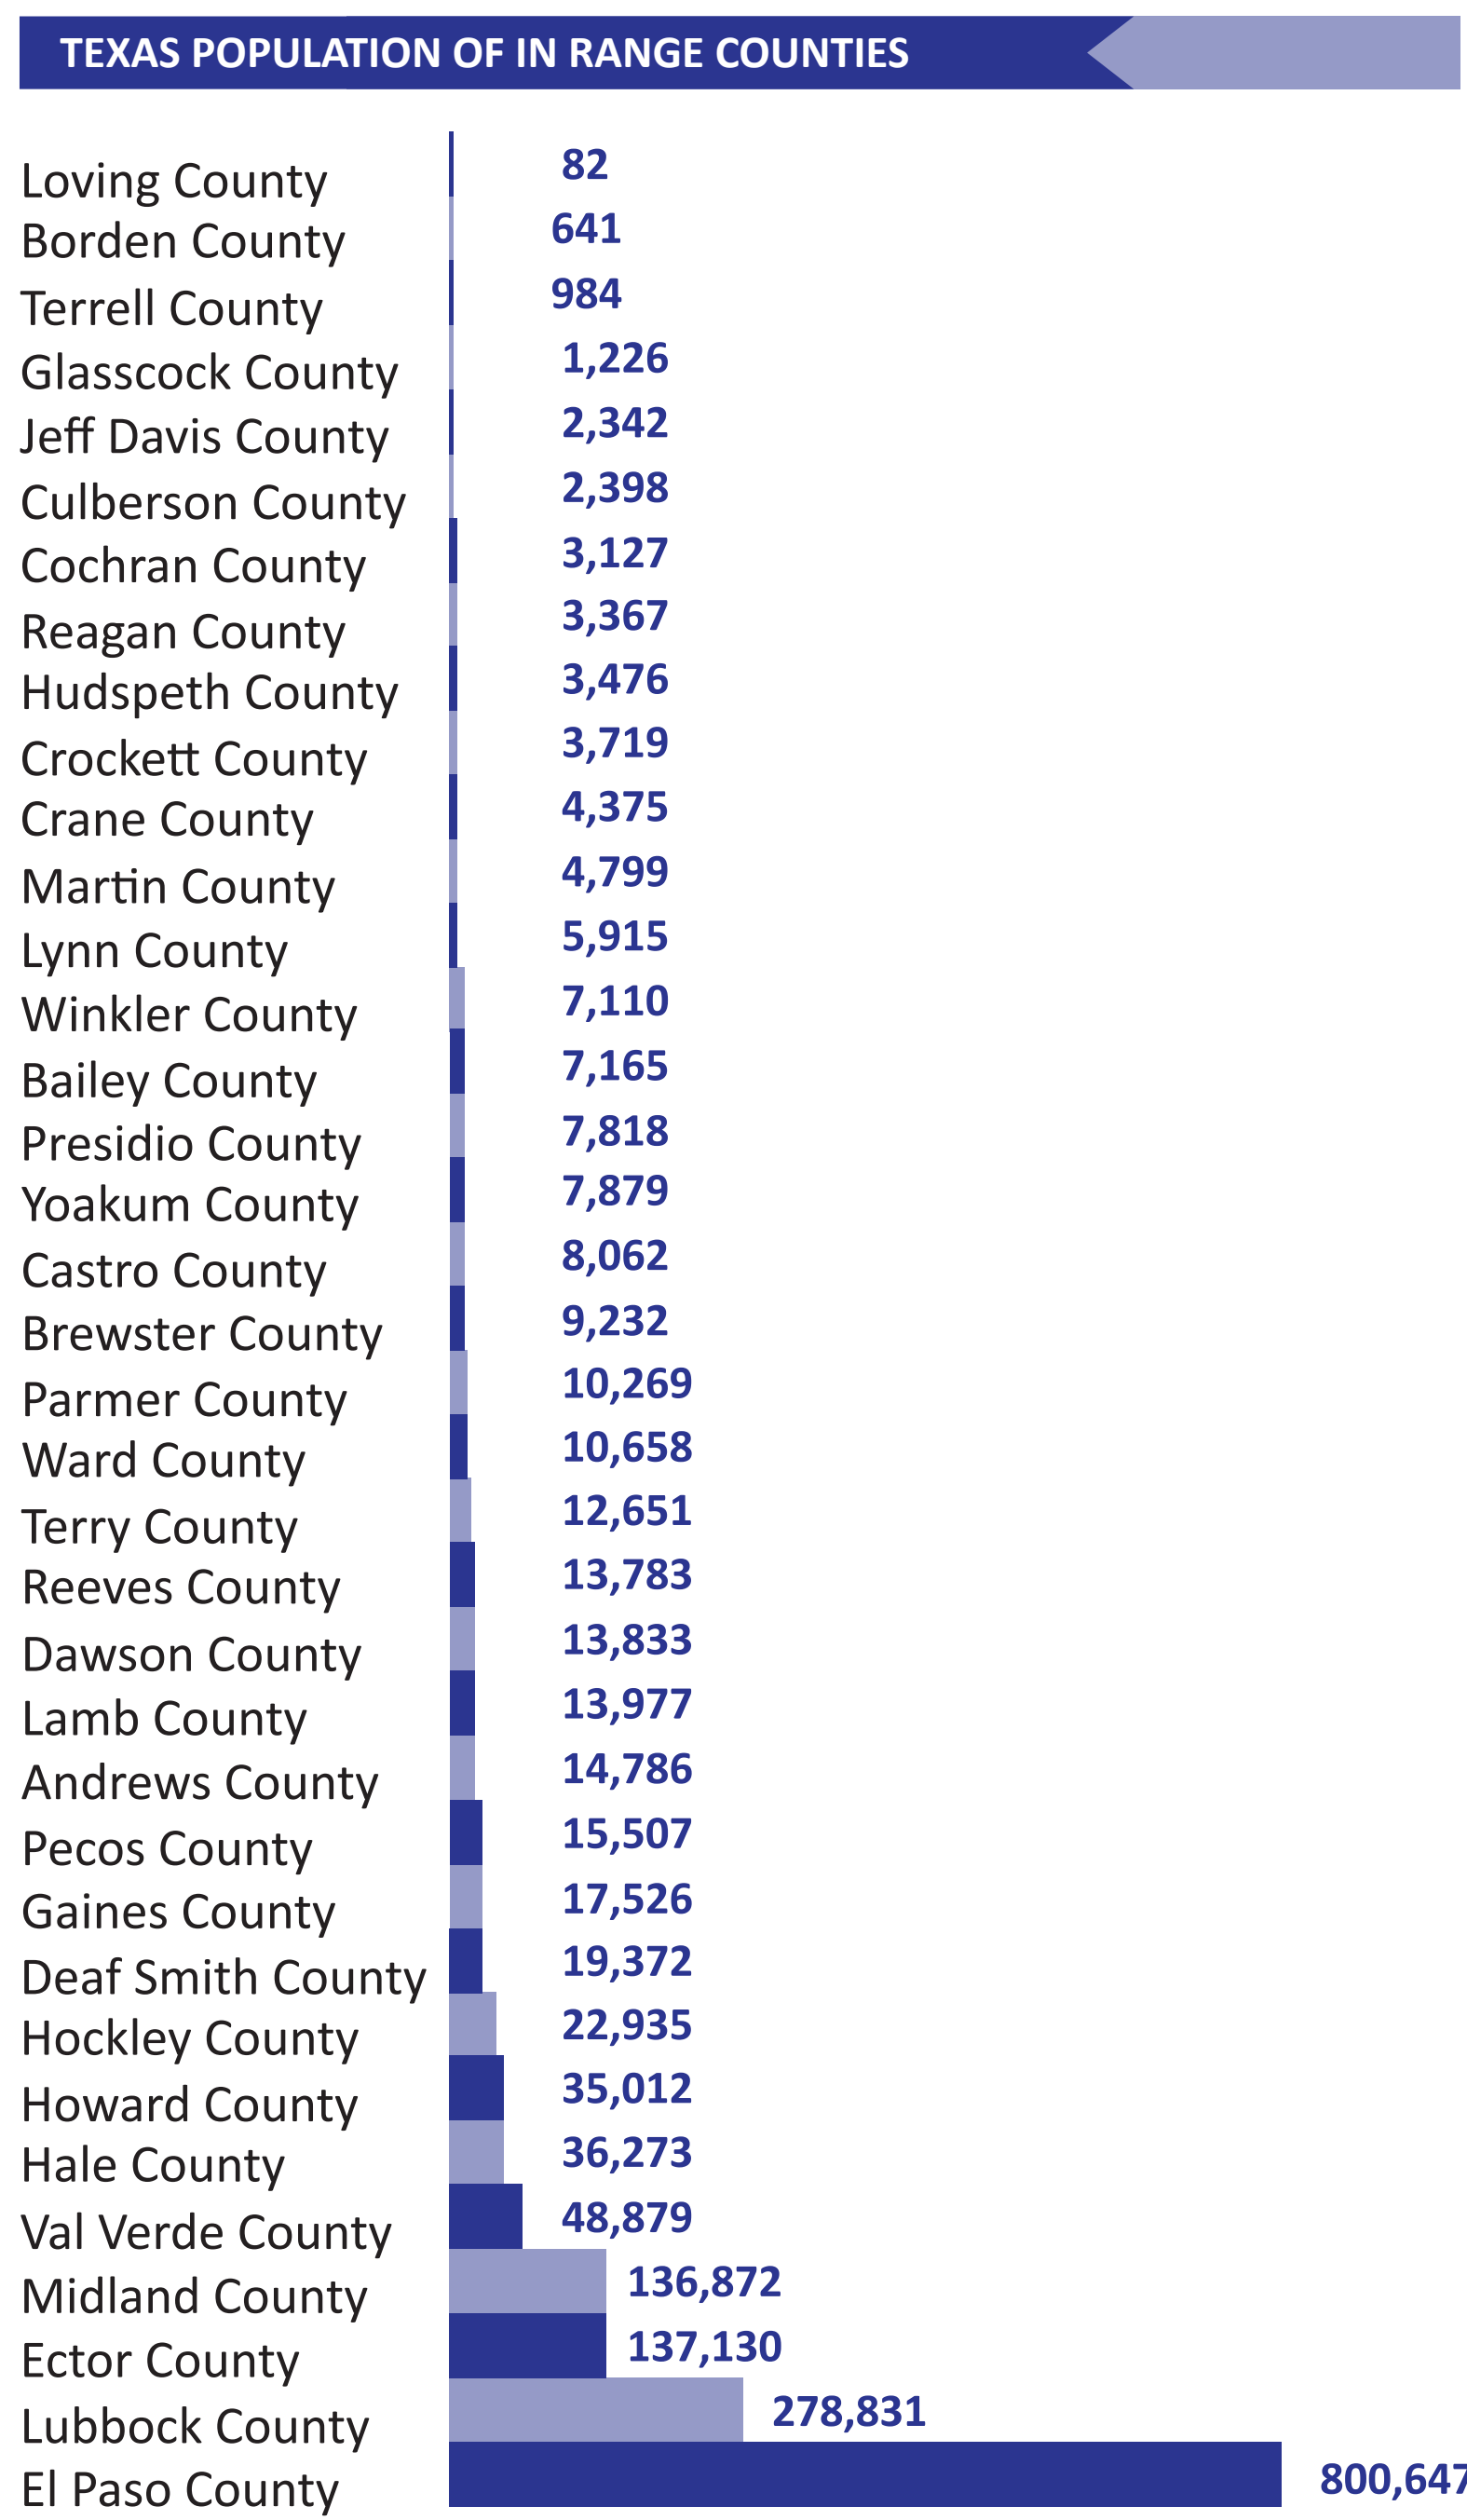 TEXAS POPULATION OF IN RANGE COUNTIES
Loving County 82
Borden County 641
Terrell County 984
Glasscock County 1,226
Jeff Davis County 2,342
Culberson County 2,398
Cochran County 3,127
Reagan County 3,367
Hudspeth County 3,476
Crockett County 3,719
Crane County 4,375
Martin County 4,799
Lynn County 5,915
Winkler County 7,110
Bailey County 7,165
Presidio County 7,818
Yoakum County 7,879
Castro County 8,062
Brewster County 9,232
Parmer County 10,269
Ward County 10,658
Terry County 12,651
Reeves County 13,783
Dawson County 13,833
Lamb County 13,977
Andrews County 14,786
Pecos County 15,507
Gaines County 17,526
Deaf Smith County 19,372
Hockley County 22,935
Howard County 35,012
Hale County 36,273
Val Verde County 48,879
Midland County 136,872
Ector County 137,130
Lubbock County 278,831
El Paso County 800,647